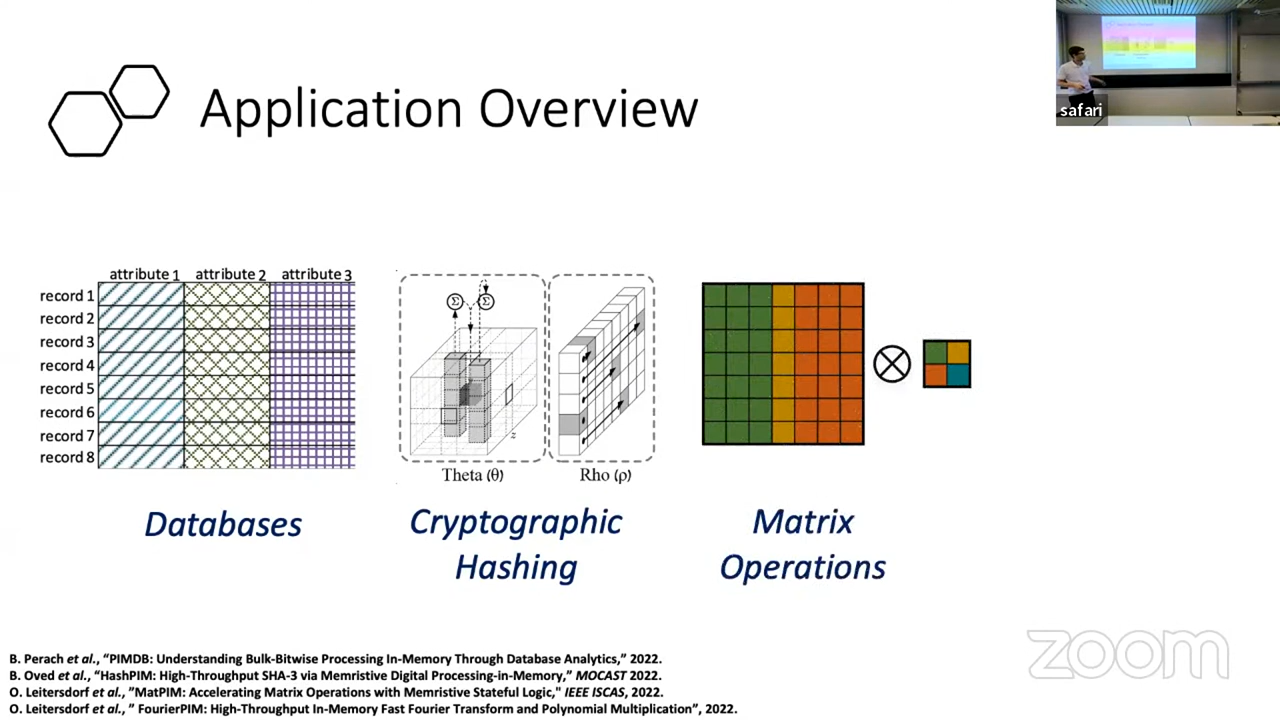 Application Overview
safari
attribute 1 attribute 2 attribute 3
record 1
record 2
record 3
record 4
record 5
record 6
record 7
record 8
Σ Σ
z
Theta (θ) Rho (ρ)
Databases
Cryptographic
Hashing
Matrix
Operations
zoom
B. Perach et al., “PIMDB: Understanding Bulk-Bitwise Processing In-Memory Through Database Analytics,” 2022.
B. Oved et al., “HashPIM: High-Throughput SHA-3 via Memristive Digital Processing-in-Memory,” MOCAST 2022.
O. Leitersdorf et al., ”MatPIM: Accelerating Matrix Operations with Memristive Stateful Logic," IEEE ISCAS, 2022.
O. Leitersdorf et al., ” FourierPIM: High-Throughput In-Memory Fast Fourier Transform and Polynomial Multiplication”, 2022.